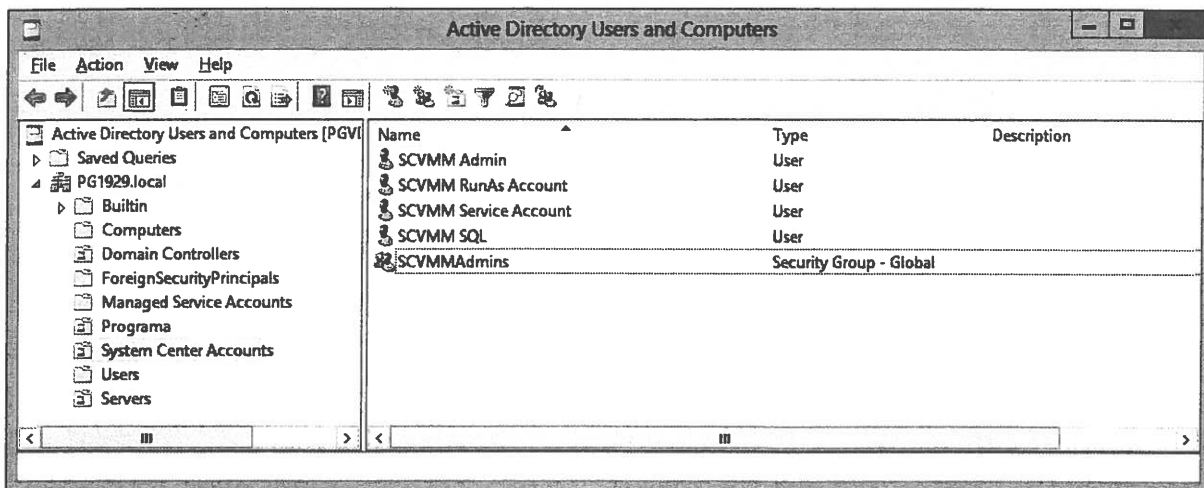 Active Directory Users and Computers
File Action View Help
Active Directory Users and Computers [PGV
Saved Queries
PG1929.local
Builtin
Computers
Domain Controllers
ForeignSecurityPrincipals
Managed Service Accounts
Programa
System Center Accounts
Users
Servers
Name Type Description
SCVMM Admin User
SCVMM RunAs Account User
SCVMM Service Account User
SCVMM SQL User
SCVMMAdmins Security Group - Global